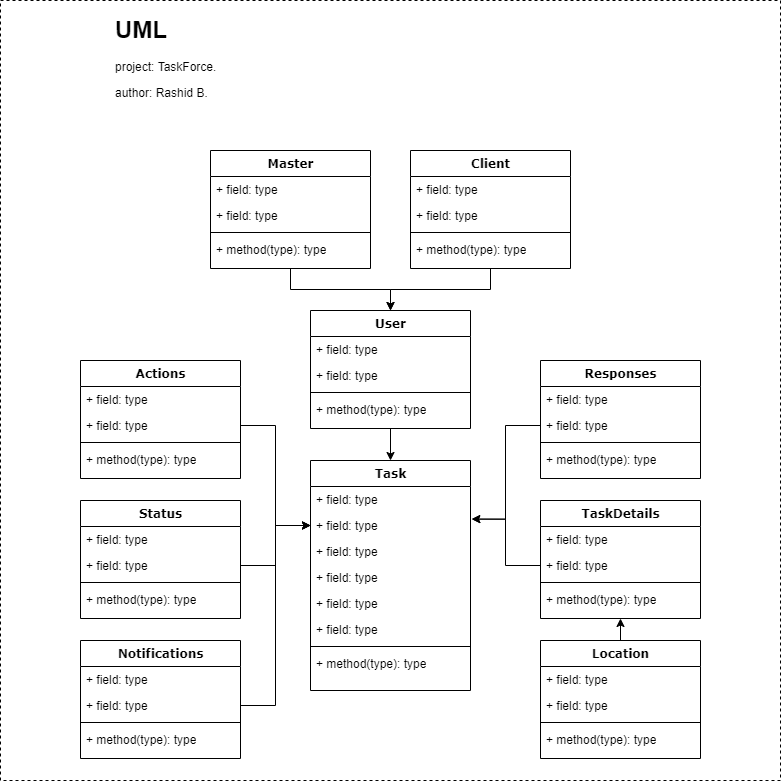 UML
project: TaskForce.
author: Rashid B.
Master
+ field: type
+ field: type
+ method(type): type
Client
+ field: type
+ field: type
+ method(type): type
User
+ field: type
+ field: type
+ method(type): type
Actions
+ field: type
+ field: type
+ method(type): type
Responses
+ field: type
+ field: type
+ method(type): type
Task
+ field: type
+ field: type
+ field: type
+ field: type
+ field: type
+ field: type
+ method(type): type
Status
+ field: type
+ field: type
+ method(type): type
TaskDetails
+ field: type
+ field: type
+ method(type): type
Notifications
+ field: type
+ field: type
+ method(type): type
Location
+ field: type
+ field: type
+ method(type): type